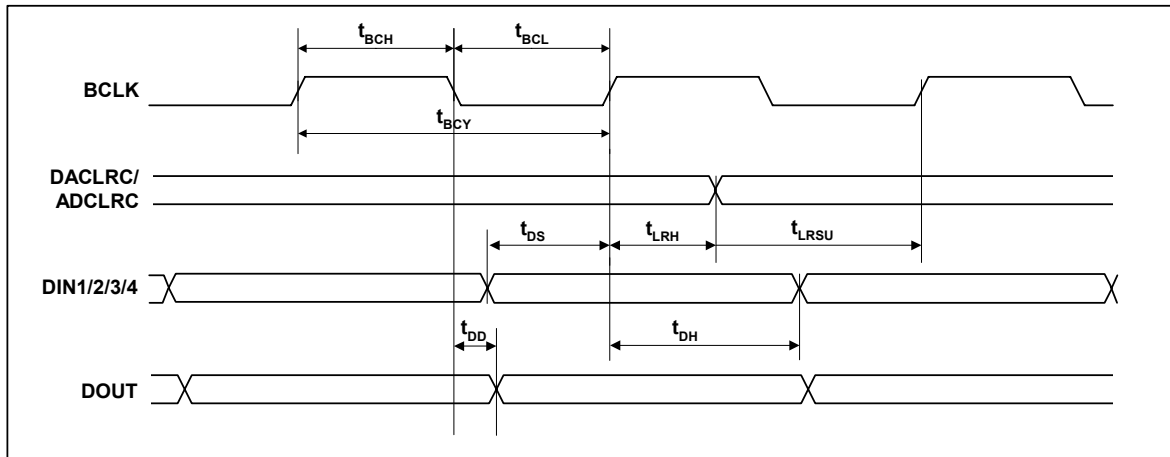 tBCH
tBCL
BCLK
tBCY
DACLRC/
ADCLRC
tDS
tLRH
tLRSU
DIN1/2/3/4
tDD
tDH
DOUT